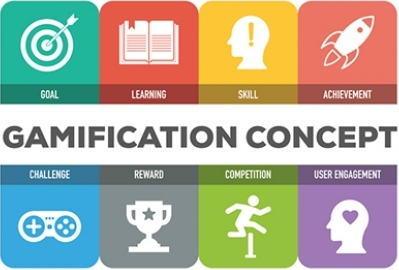 GOAL
LEARNING
SKILL
ACHIEVEMENT
GAMIFICATION CONCEPT
CHALLENGE
REWARD
COMPETITION
USER ENGAGEMENT